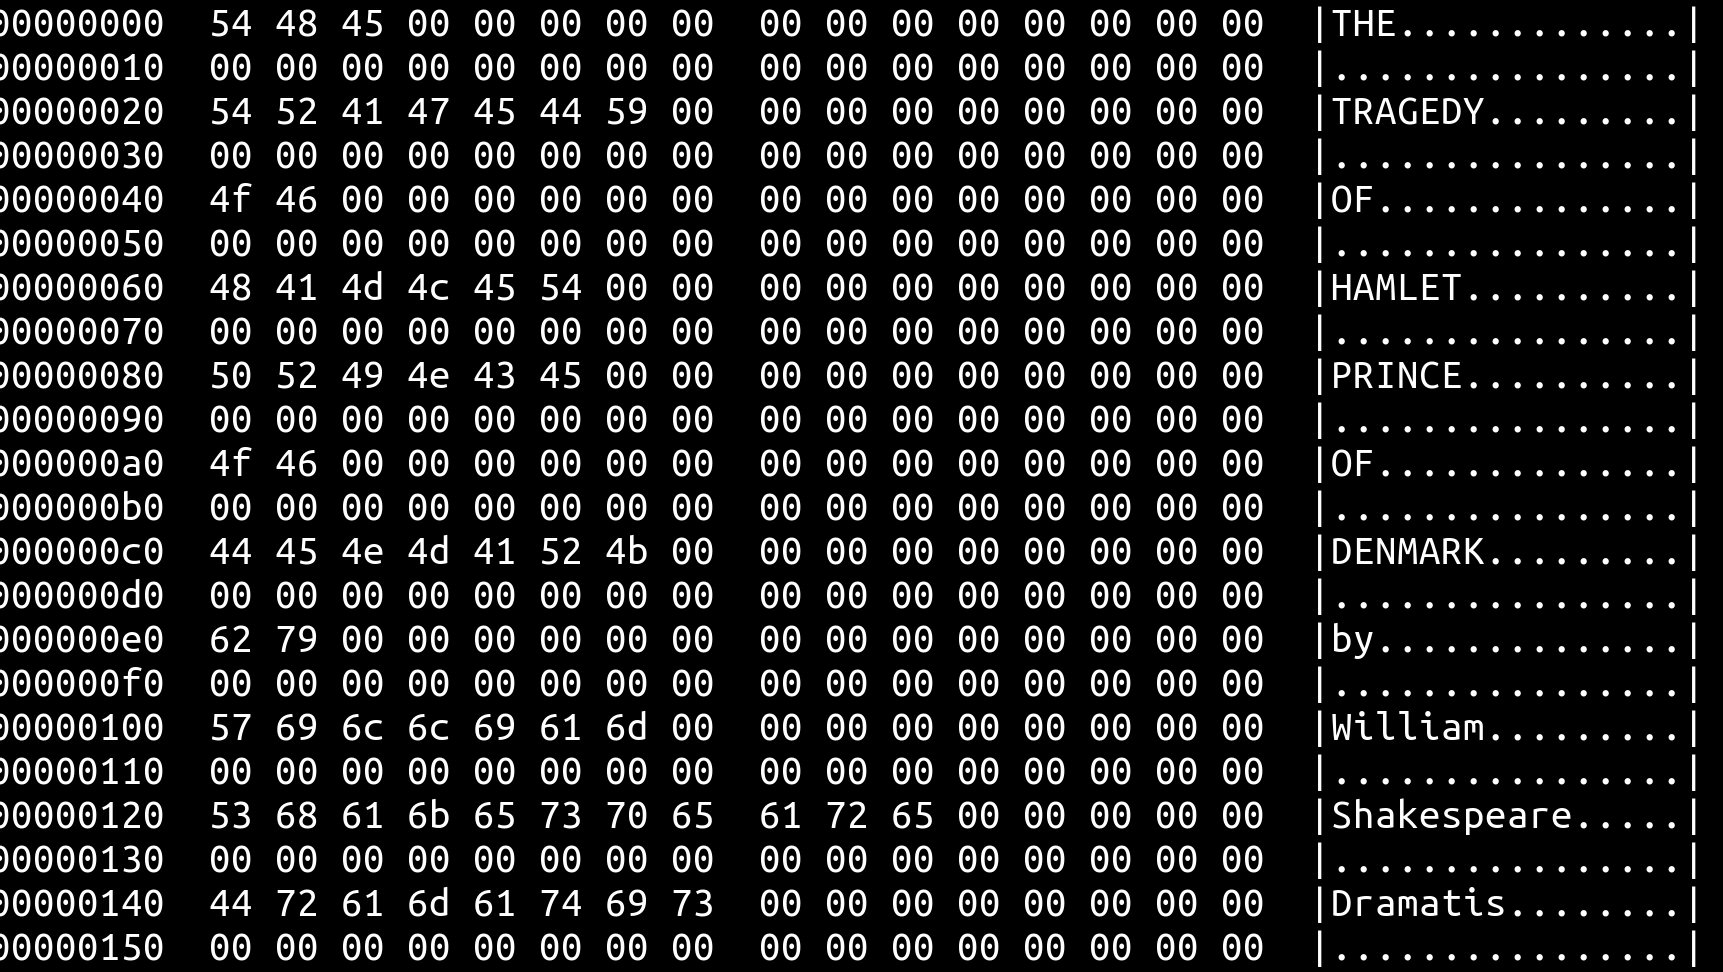 00000000  54 48 45 00 00 00 00 00  00 00 00 00 00 00 00 00  |THE.............|
00000010  00 00 00 00 00 00 00 00  00 00 00 00 00 00 00 00  |................|
00000020  54 52 41 47 45 44 59 00  00 00 00 00 00 00 00 00  |TRAGEDY.........|
00000030  00 00 00 00 00 00 00 00  00 00 00 00 00 00 00 00  |................|
00000040  4f 46 00 00 00 00 00 00  00 00 00 00 00 00 00 00  |OF..............|
00000050  00 00 00 00 00 00 00 00  00 00 00 00 00 00 00 00  |................|
00000060  48 41 4d 4c 45 54 00 00  00 00 00 00 00 00 00 00  |HAMLET..........|
00000070  00 00 00 00 00 00 00 00  00 00 00 00 00 00 00 00  |................|
00000080  50 52 49 4e 43 45 00 00  00 00 00 00 00 00 00 00  |PRINCE..........|
00000090  00 00 00 00 00 00 00 00  00 00 00 00 00 00 00 00  |................|
000000a0  4f 46 00 00 00 00 00 00  00 00 00 00 00 00 00 00  |OF..............|
000000b0  00 00 00 00 00 00 00 00  00 00 00 00 00 00 00 00  |................|
000000c0  44 45 4e 4d 41 52 4b 00  00 00 00 00 00 00 00 00  |DENMARK.........|
000000d0  00 00 00 00 00 00 00 00  00 00 00 00 00 00 00 00  |................|
000000e0  62 79 00 00 00 00 00 00  00 00 00 00 00 00 00 00  |by..............|
000000f0  00 00 00 00 00 00 00 00  00 00 00 00 00 00 00 00  |................|
00000100  57 69 6c 6c 69 61 6d 00  00 00 00 00 00 00 00 00  |William.........|
00000110  00 00 00 00 00 00 00 00  00 00 00 00 00 00 00 00  |................|
00000120  53 68 61 6b 65 73 70 65  61 72 65 00 00 00 00 00  |Shakespeare.....|
00000130  00 00 00 00 00 00 00 00  00 00 00 00 00 00 00 00  |................|
00000140  44 72 61 6d 61 74 69 73  00 00 00 00 00 00 00 00  |Dramatis........|
00000150  00 00 00 00 00 00 00 00  00 00 00 00 00 00 00 00  |................|